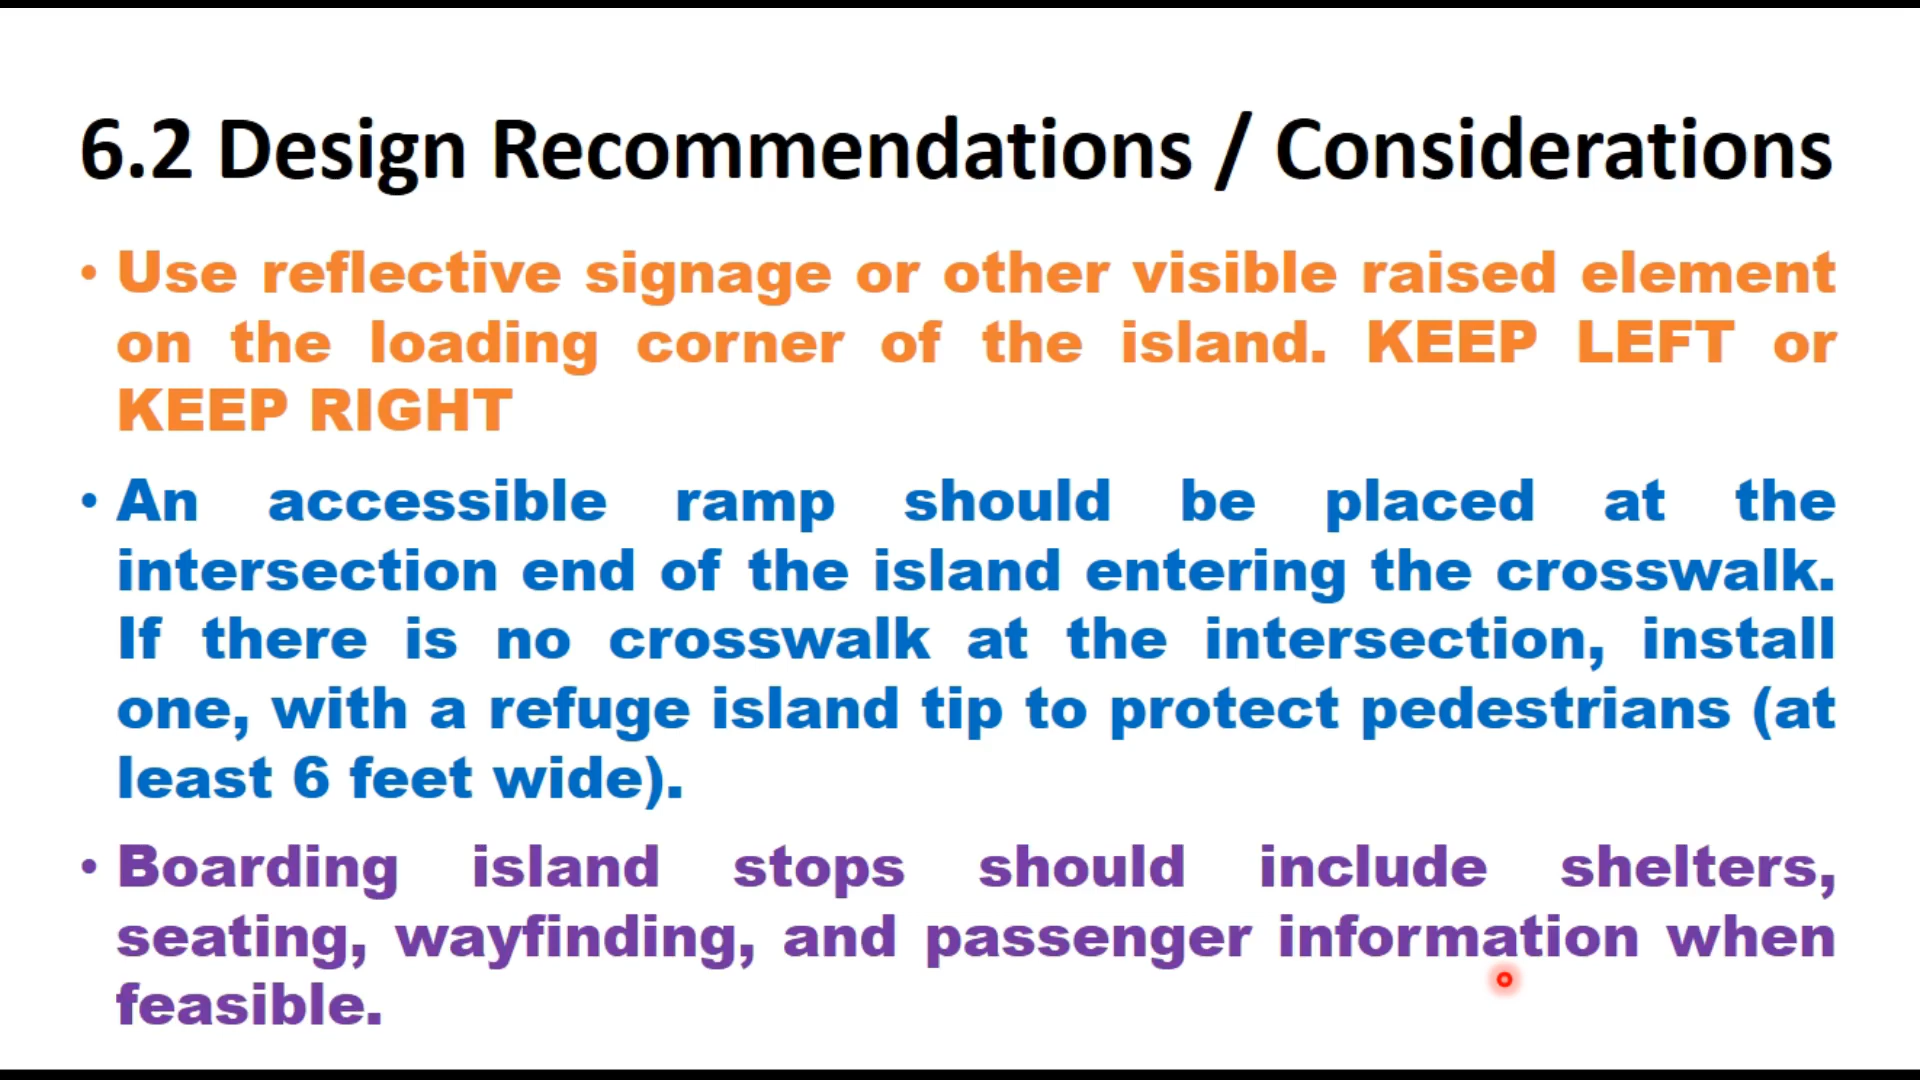 6.2 Design Recommendations / Considerations
• Use reflective signage or other visible raised element
on the loading corner of the island. KEEP LEFT or
KEEP RIGHT
• An accessible ramp should be placed at the
intersection end of the island entering the crosswalk.
If there is no crosswalk at the intersection, install
one, with a refuge island tip to protect pedestrians (at
least 6 feet wide).
• Boarding island stops should include shelters,
seating, wayfinding, and passenger information when
feasible.